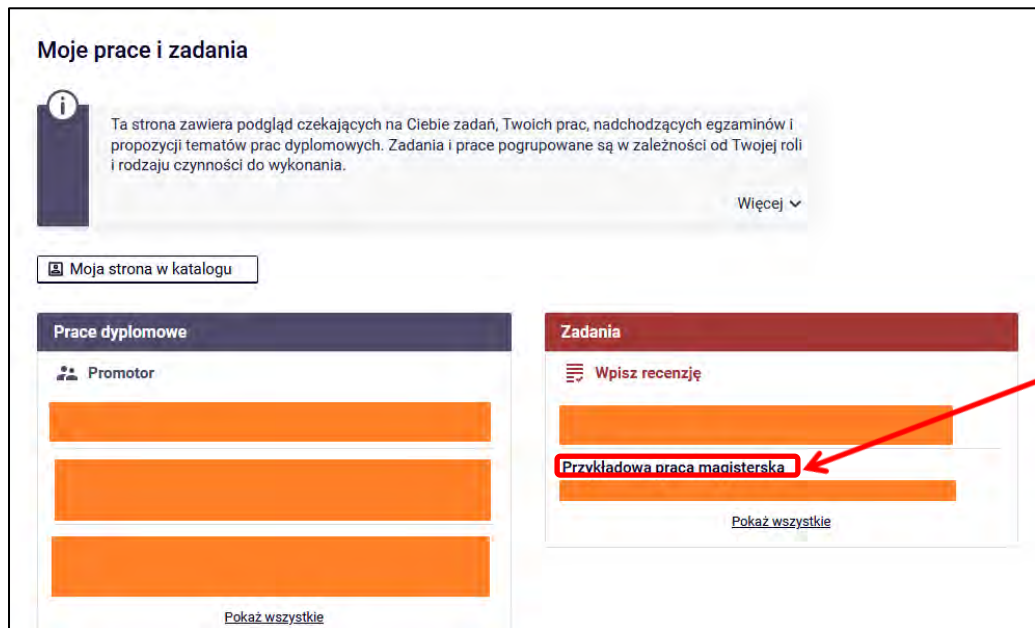 Moje prace i zadania
Ta strona zawiera podgląd czekających na Ciebie zadań, Twoich prac, nadchodzących egzaminów i
propozycji tematów prac dyplomowych. Zadania i prace pogrupowane są w zależności od Twojej roli
i rodzaju czynności do wykonania.
Więcej
Moja strona w katalogu
Prace dyplomowe
Promotor
Pokaż wszystkie
Zadania
Wpisz recenzję
Przykładowa praca magisterska
Pokaż wszystkie